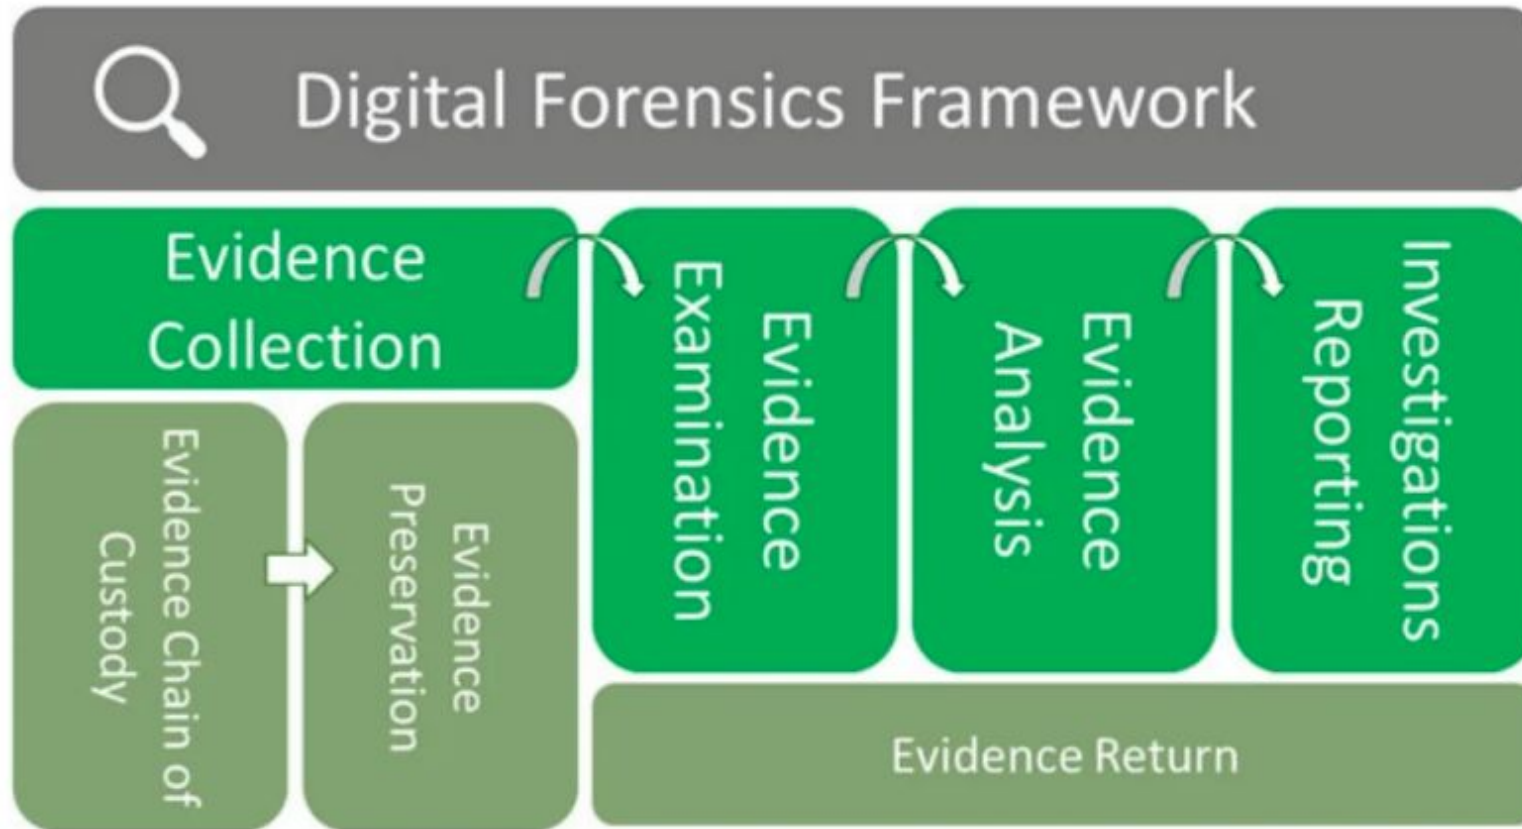 Digital Forensics Framework
Evidence
Collection
Evidence
Examination
Evidence
Analysis
Investigations
Reporting
Evidence Chain of
Custody
Evidence
Preservation
Evidence Return